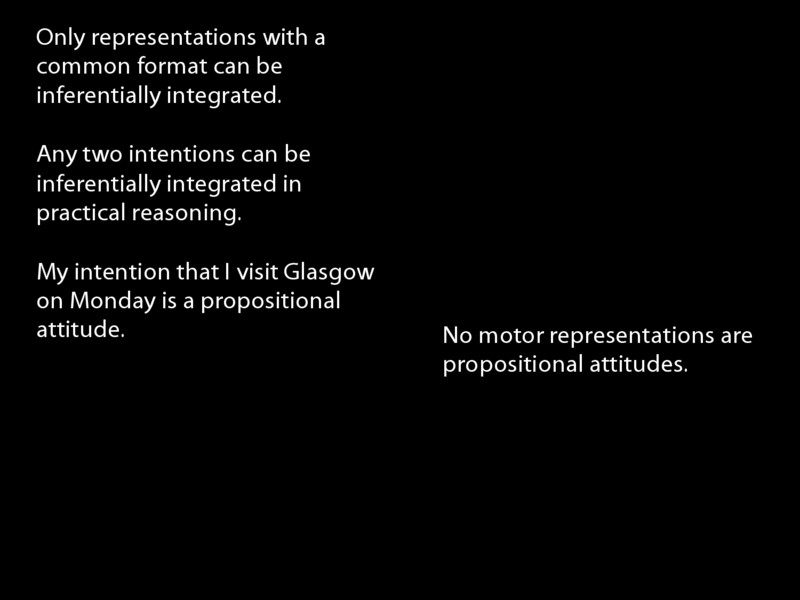 Only representations with a
common format can be
inferentially integrated.
Any two intentions can be
inferentially integrated in
practical reasoning.
My intention that I visit Glasgow
on Monday is a propositional
attitude.
No motor representations are
propositional attitudes.